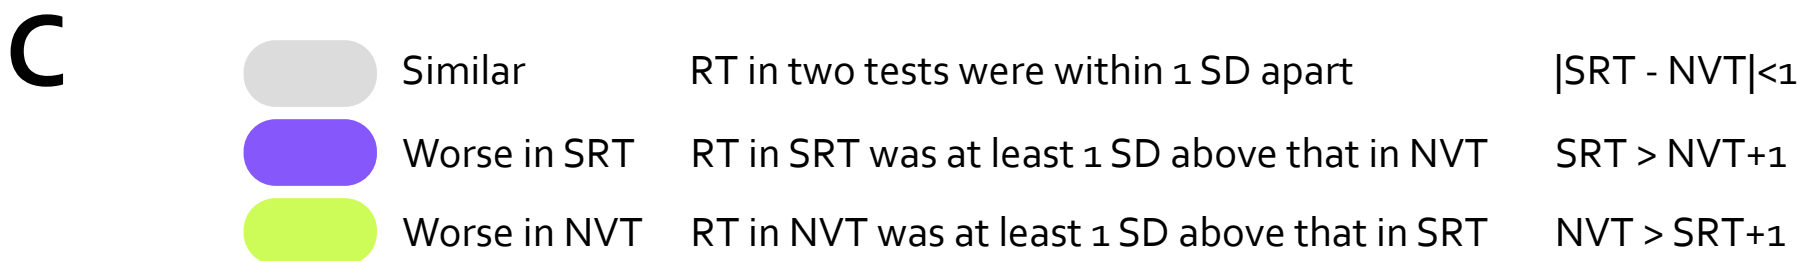 C
Similar RT in two tests were within 1 SD apart |SRT - NVT|<1
Worse in SRT RT in SRT was at least 1 SD above that in NVT SRT > NVT+1
Worse in NVT RT in NVT was at least 1 SD above that in SRT NVT > SRT+1